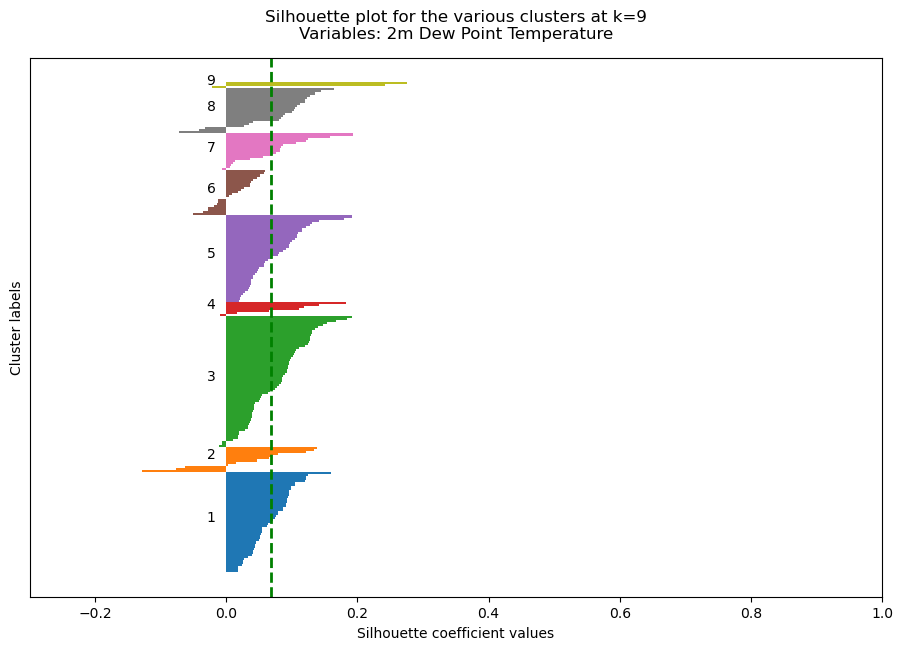 Silhouette plot for the various clusters at k=9
Variables: 2m Dew Point Temperature
Cluster labels
9
8
7
6
5
4
3
2
1
−0.2 0.0 0.2 0.4 0.6 0.8 1.0
Silhouette coefficient values